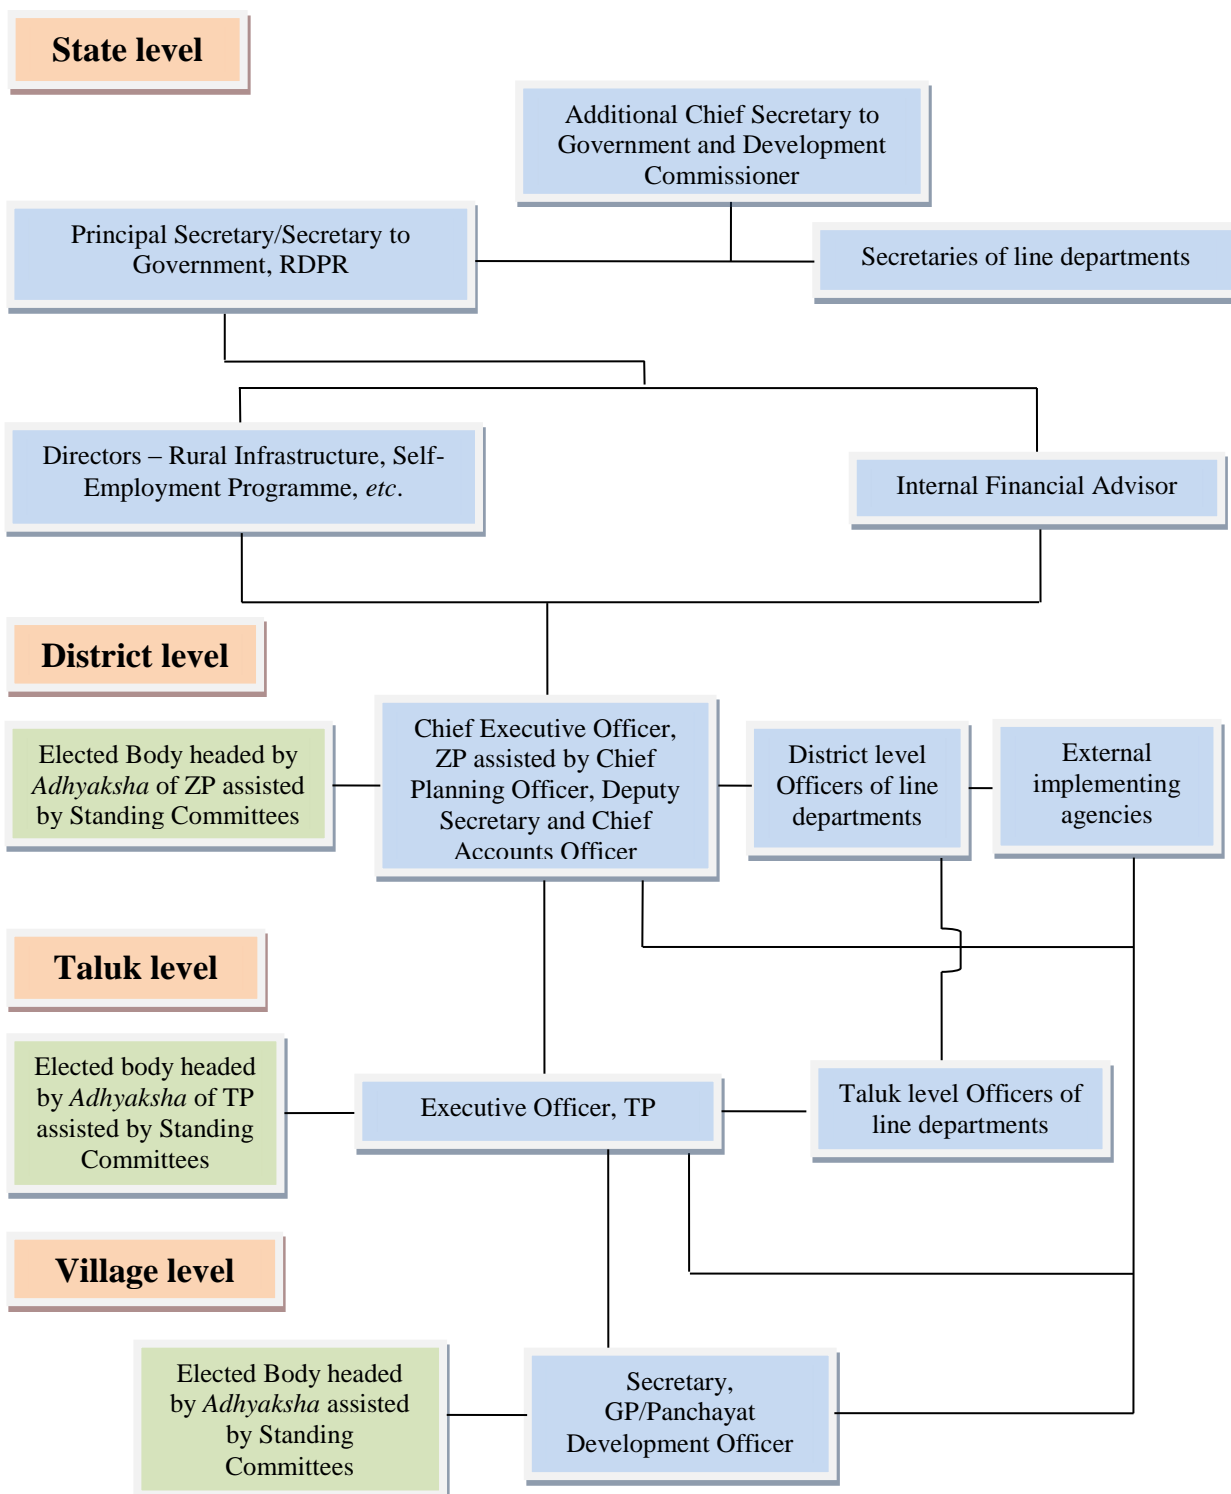 State level
Additional Chief Secretary to
Government and Development
Commissioner
Principal Secretary/Secretary to
Government, RDPR
Secretaries of line departments
Directors – Rural Infrastructure, Self-
Employment Programme, etc.
Internal Financial Advisor
District level
Elected Body headed by
Adhyaksha of ZP assisted
by Standing Committees
Chief Executive Officer,
ZP assisted by Chief
Planning Officer, Deputy
Secretary and Chief
Accounts Officer
District level
Officers of line
departments
External
implementing
agencies
Taluk level
Elected body headed
by Adhyaksha of TP
assisted by Standing
Committees
Executive Officer, TP
Taluk level Officers of
line departments
Village level
Elected Body headed
by Adhyaksha assisted
by Standing
Committees
Secretary,
GP/Panchayat
Development Officer